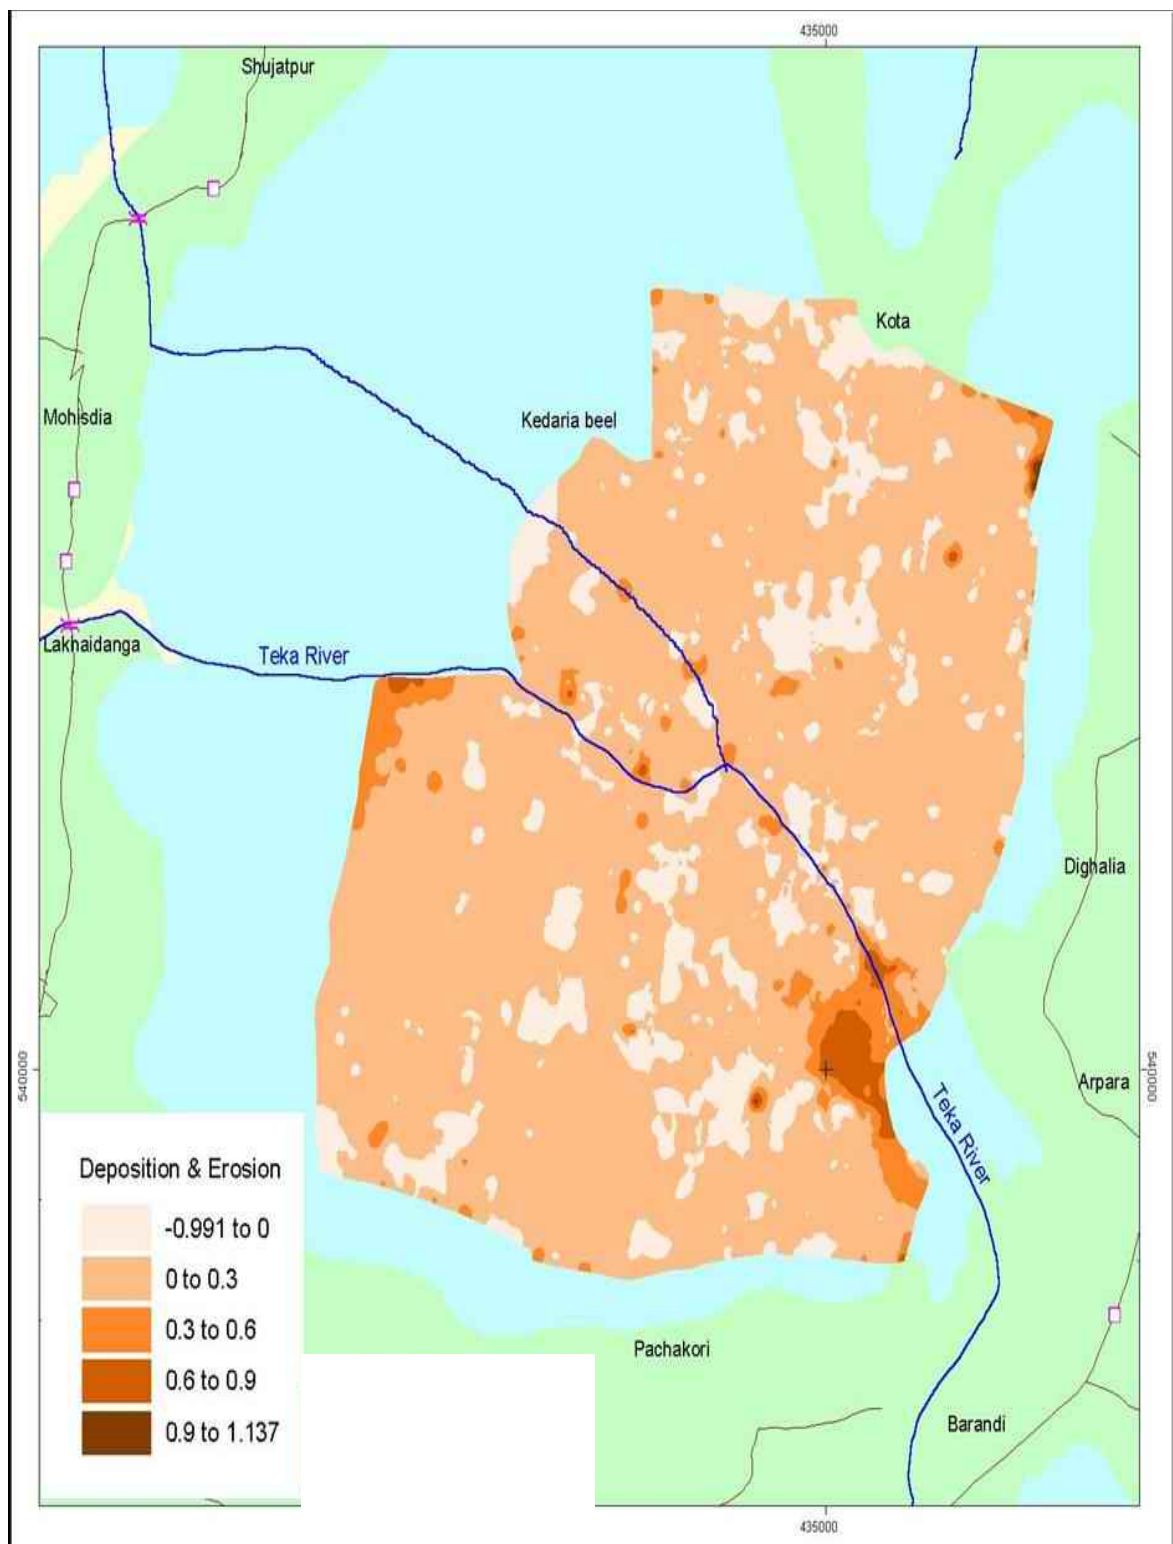 435000
Shujatpur
Kota
Mohisdia
Kedaria beel
Lakhaidanga
Teka River
Dighalia
540000
540000
Arpara
Teka River
Deposition & Erosion
-0.991 to 0
0 to 0.3
0.3 to 0.6
0.6 to 0.9
0.9 to 1.137
Pachakori
Barandi
435000